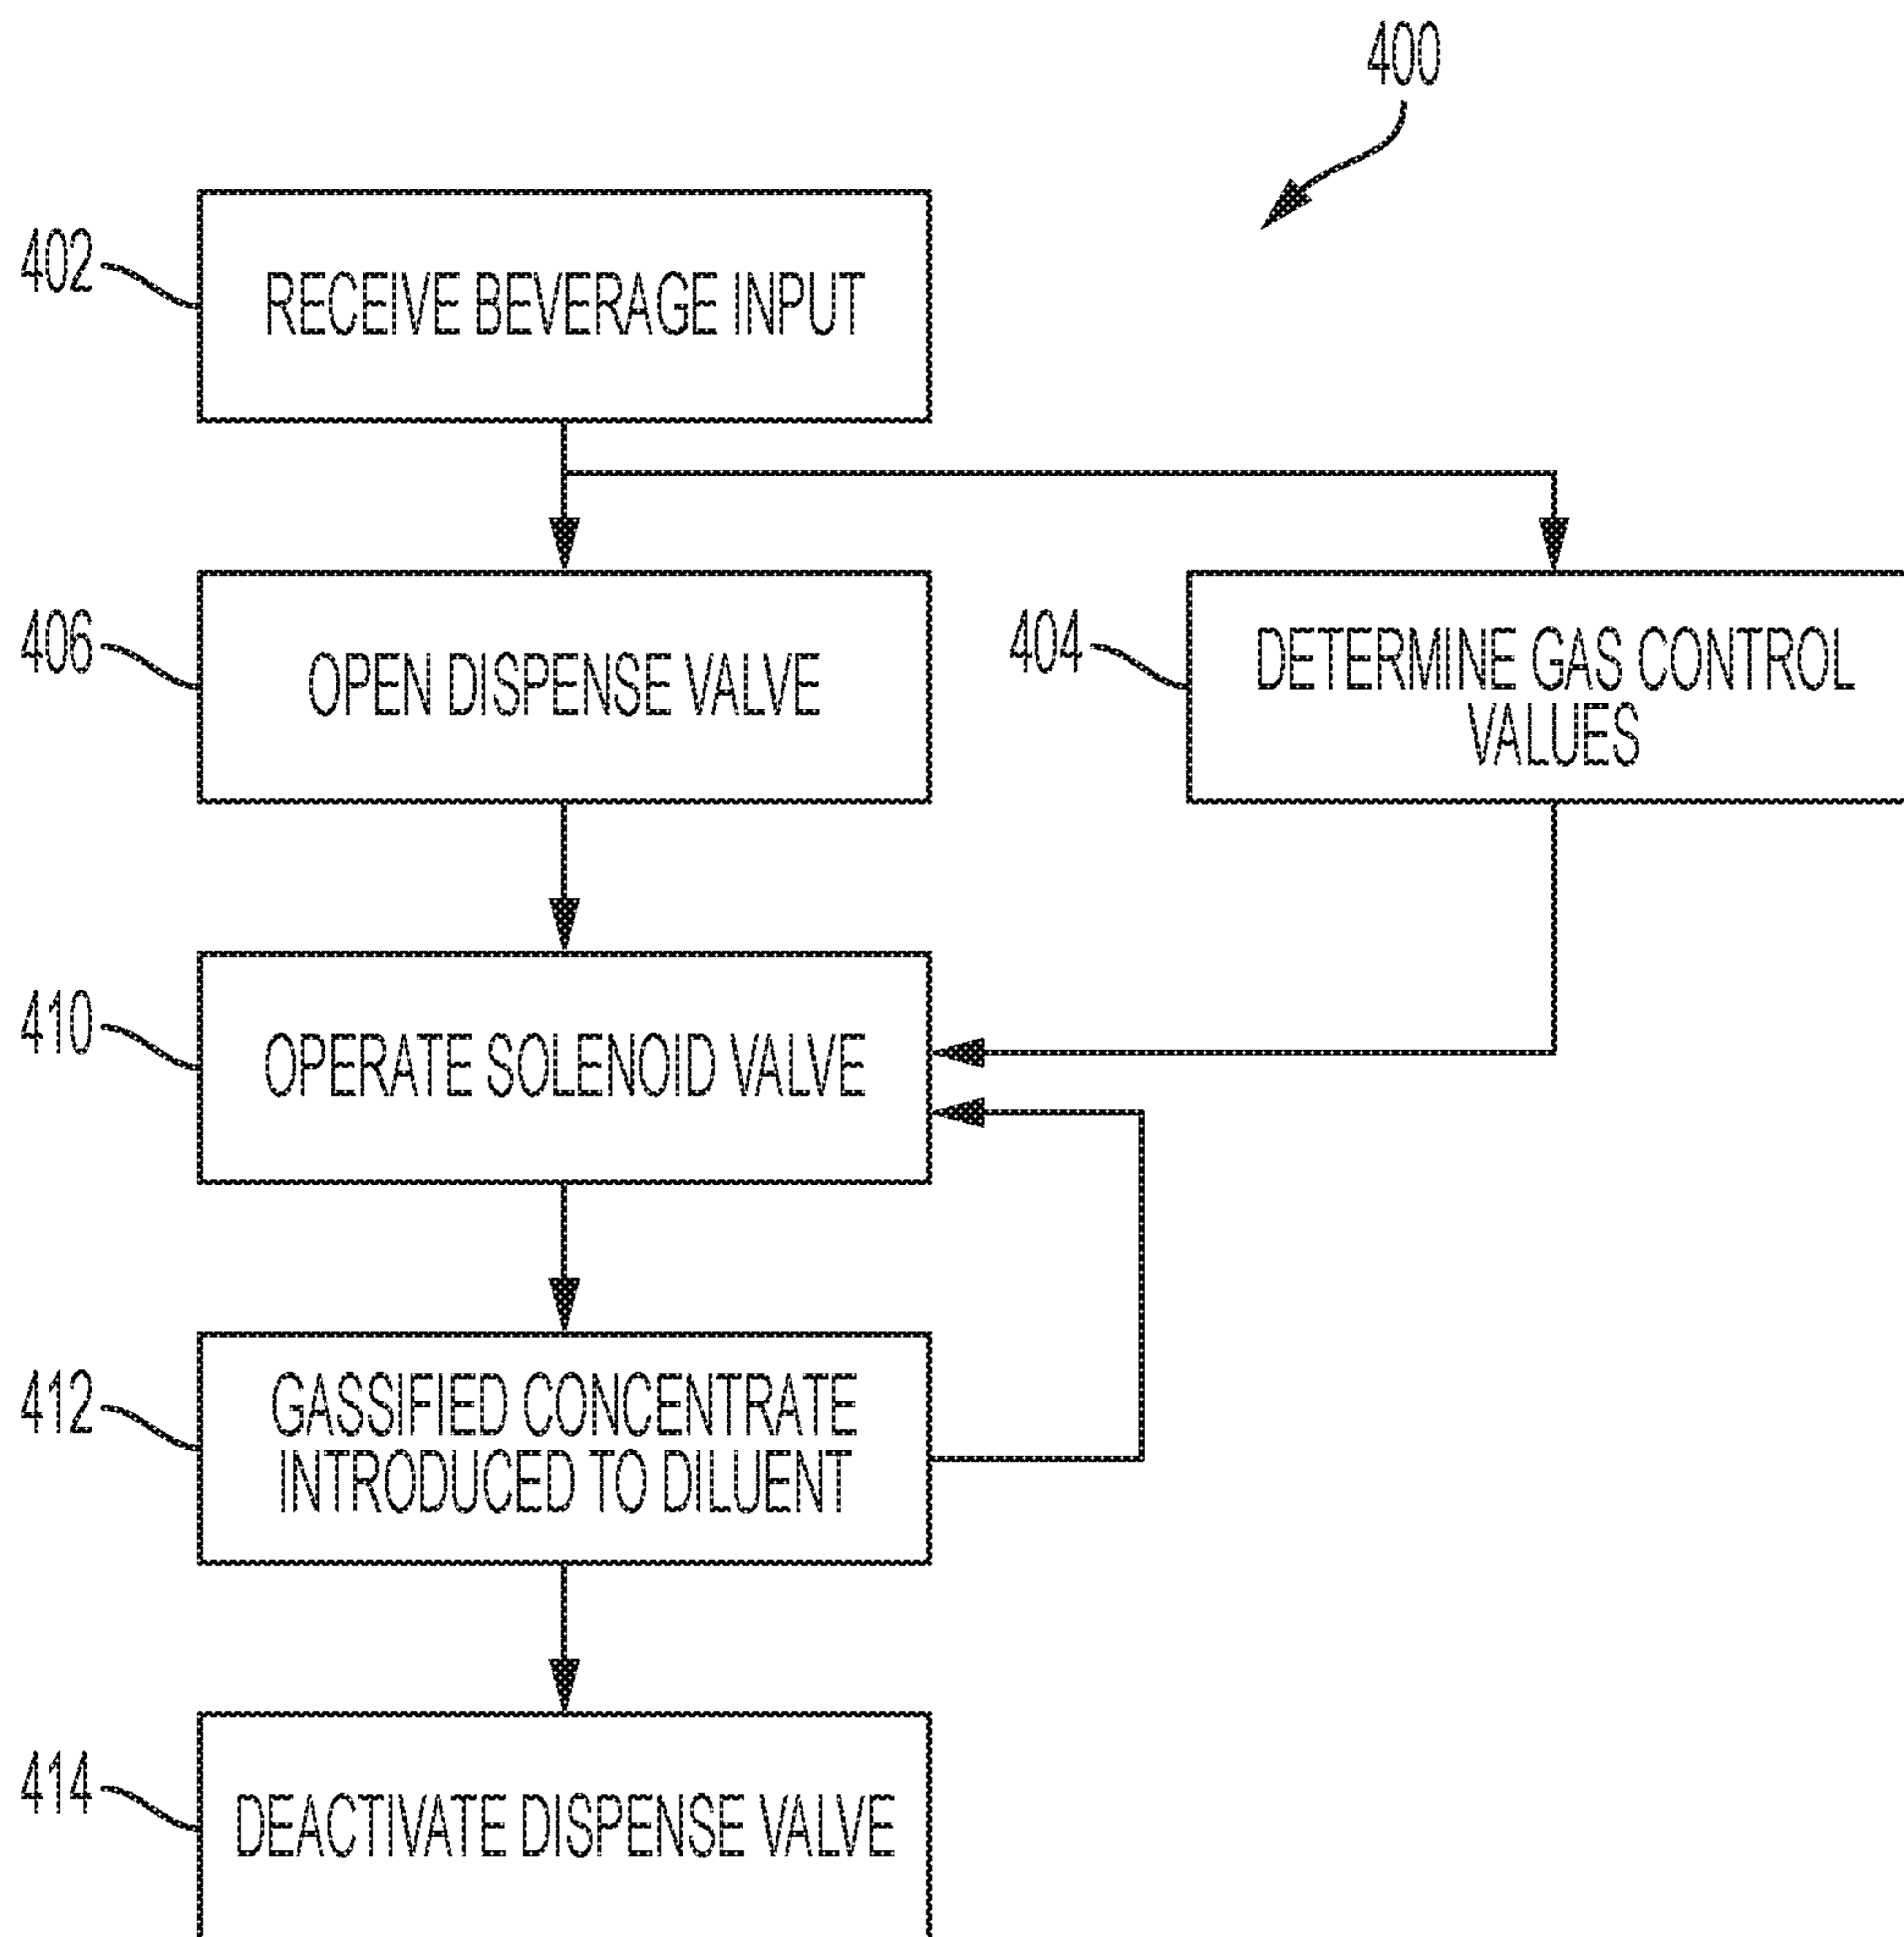 400
402
RECEIVE BEVERAGE INPUT
406
OPEN DISPENSE VALVE
404
DETERMINE GAS CONTROL
VALUES
410
OPERATE SOLENOID VALVE
412
GASSIFIED CONCENTRATE
INTRODUCED TO DILUENT
414
DEACTIVATE DISPENSE VALVE